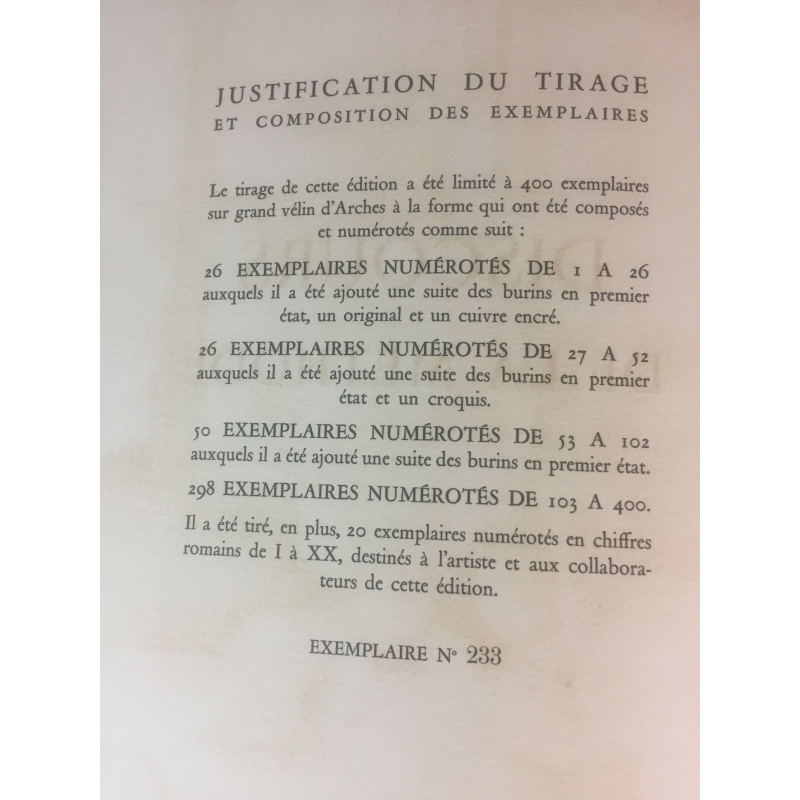 JUSTIFICATION DU TIRAGE
ET COMPOSITION DES EXEMPLAIRES
Le tirage de cette édition a été limité à 400 exemplaires
sur grand vélin d'Arches à la forme qui ont été composés
et numérotés comme suit :
26 EXEMPLAIRES NUMÉROTÉS DE 1 A 26
auxquels il a été ajouté une suite des burins en premier
état, un original et un cuivre encré.
26 EXEMPLAIRES NUMÉROTÉS DE 27 A 52
auxquels il a été ajouté une suite des burins en premier
état et un croquis.
50 EXEMPLAIRES NUMÉROTÉS DE 53 A 102
auxquels il a été ajouté une suite des burins en premier état.
298 EXEMPLAIRES NUMÉROTÉS DE 103 A 400.
Il a été tiré, en plus, 20 exemplaires numérotés en chiffres
romains de I à XX, destinés à l'artiste et aux collabora-
teurs de cette édition.
EXEMPLAIRE N° 233